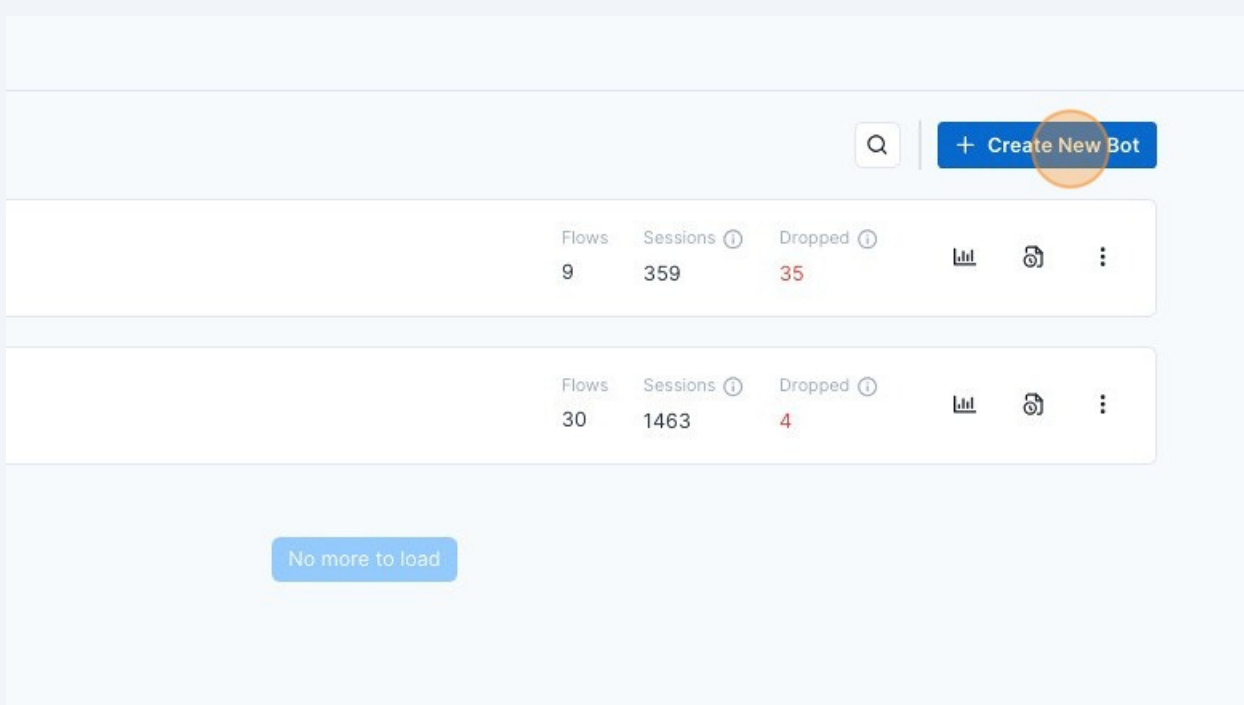 + Create New Bot
Flows Sessions Dropped
9 359 35
Flows Sessions Dropped
30 1463 4
No more to load